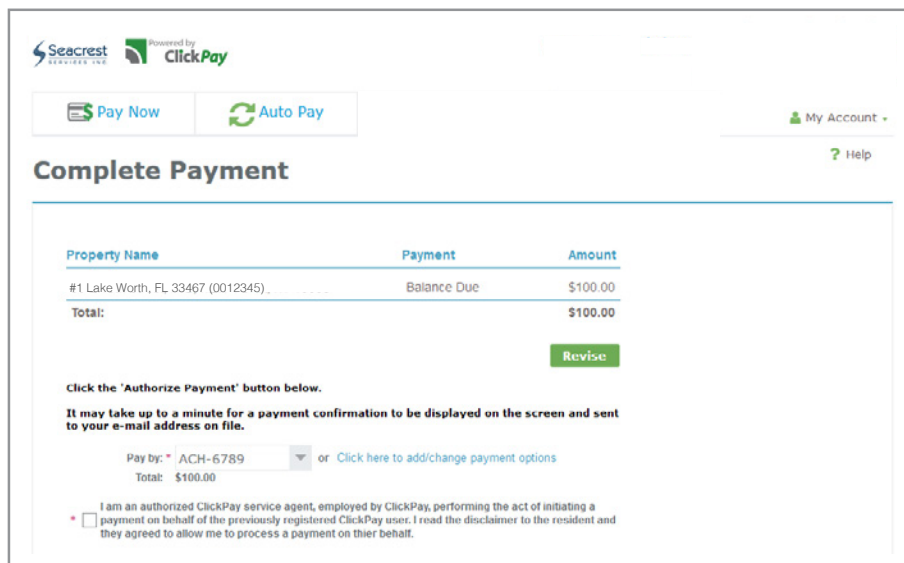 Seacrest
SERVICES INC
Powered by
ClickPay
Pay Now
Auto Pay
My Account
? Help
Complete Payment
Property Name Payment Amount
#1 Lake Worth, FL 33467 (0012345) Balance Due $100.00
Total: $100.00
Revise
Click the 'Authorize Payment' button below.
It may take up to a minute for a payment confirmation to be displayed on the screen and sent
to your e-mail address on file.
Pay by: * ACH-6789 or Click here to add/change payment options
Total: $100.00
I am an authorized ClickPay service agent, employed by ClickPay, performing the act of initiating a
* payment on behalf of the previously registered ClickPay user. I read the disclaimer to the resident and
they agreed to allow me to process a payment on thier behalf.